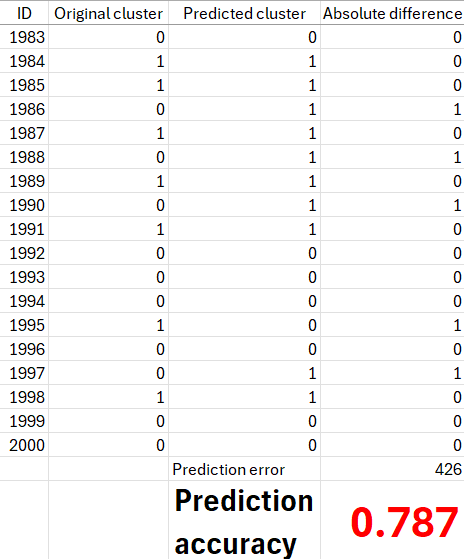 ID Original cluster Predicted cluster Absolute difference
1983 0 0 0
1984 1 1 0
1985 1 1 0
1986 0 1 1
1987 1 1 0
1988 0 1 1
1989 1 1 0
1990 0 1 1
1991 1 1 0
1992 0 0 0
1993 0 0 0
1994 0 0 0
1995 1 0 1
1996 0 0 0
1997 0 1 1
1998 1 1 0
1999 0 0 0
2000 0 0 0
Prediction error 426
Prediction
accuracy 0.787